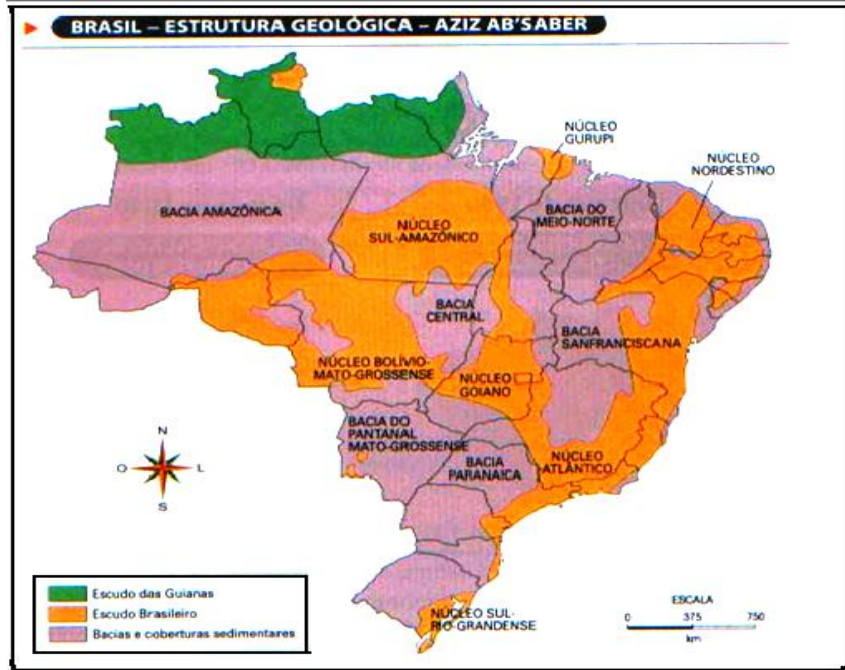 BRASIL – ESTRUTURA GEOLÓGICA – AZIZ AB'SABER
NÚCLEO
GURUPI
NÚCLEO
NORDESTINO
BACIA AMAZÔNICA
NÚCLEO
SUL-AMAZÔNICO
BACIA DO
MEIO-NORTE
BACIA
CENTRAL
BACIA
SANFRANCISCANA
NÚCLEO BOLÍVIO-
MATO-GROSSENSE
NÚCLEO
GOIANO
BACIA DO
PANTANAL
MATO-GROSSENSE
BACIA
PARANAICA
NÚCLEO
ATLÂNTICO
N
O
L
S
Escudo das Guianas
Escudo Brasileiro
Bacias e coberturas sedimentares
NÚCLEO SUL-
RIO-GRANDENSE
ESCALA
0 375 750
km